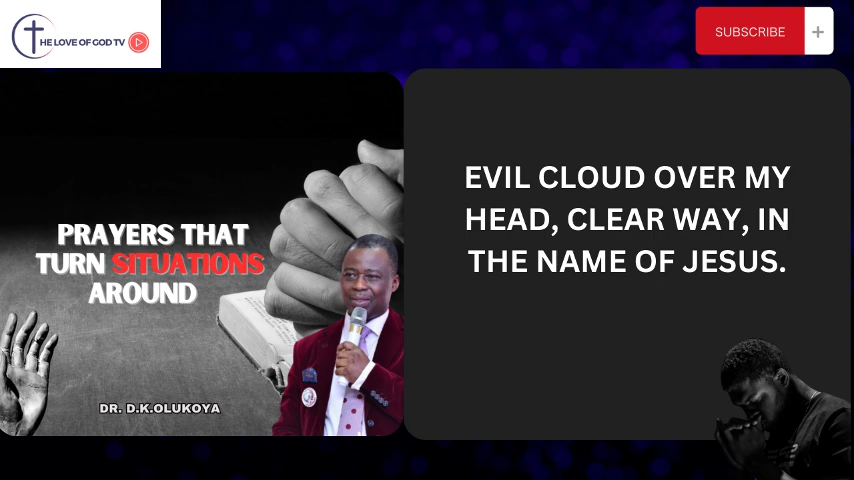 THE LOVE OF GOD TV
SUBSCRIBE +
PRAYERS THAT
TURN SITUATIONS
AROUND
DR. D.K.OLUKOYA
EVIL CLOUD OVER MY
HEAD, CLEAR WAY, IN
THE NAME OF JESUS.